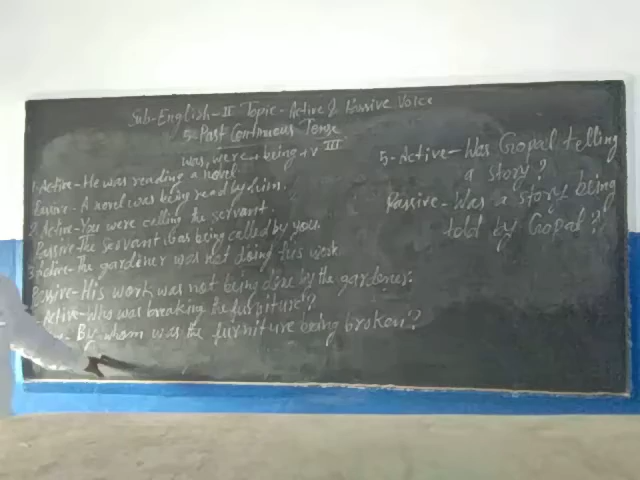 Sub-English-II Topic-Active & Passive Voice
5-Past Continuous Tense
was, were + being + V III
1. Active-He was reading a novel
Passive-A novel was being read by him.
2. Active-You were calling the servant.
Passive-The servant was being called by you.
3. Active-The gardener was not doing his work
Passive-His work was not being done by the gardener.
Active-Who was breaking the furniture?
By whom was the furniture being broken?
5-Active-Was Gopal telling
a story?
Passive-Was a story being
told by Gopal?